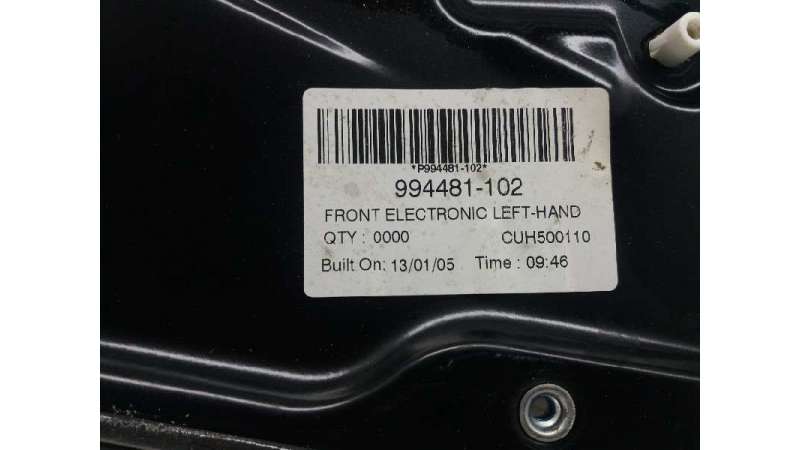 *P994481-102*
994481-102
FRONT ELECTRONIC LEFT-HAND
QTY : 0000 CUH500110
Built On: 13/01/05 Time : 09:46